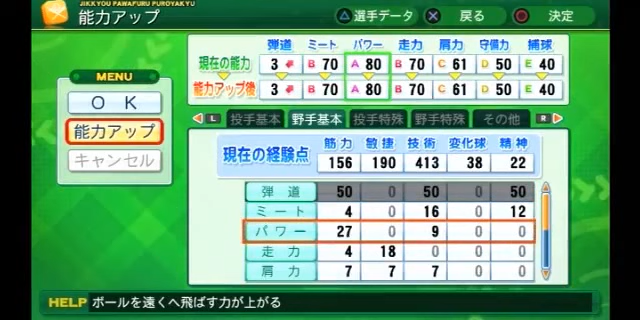 JIKKYOU PAWAFURU PUROYAKYU
能力アップ △選手データ ✕戻る ○決定
弾道 ミート パワー 走力 肩力 守備力 捕球
現在の能力 3 B 70 A 80 B 70 C 61 D 50 E 40
能力アップ後 3 B 70 A 80 B 70 C 61 D 50 E 40
MENU
OK
能力アップ
キャンセル
L 投手基本 野手基本 投手特殊 野手特殊 その他 R
現在の経験点 筋力 敏捷 技術 変化球 精神
156 190 413 38 22
弾道 50 0 50 0 50
ミート 4 0 16 0 12
パワー 27 0 9 0 0
走力 4 18 0 0 0
肩力 7 7 7 0 0
HELP ボールを遠くへ飛ばす力が上がる